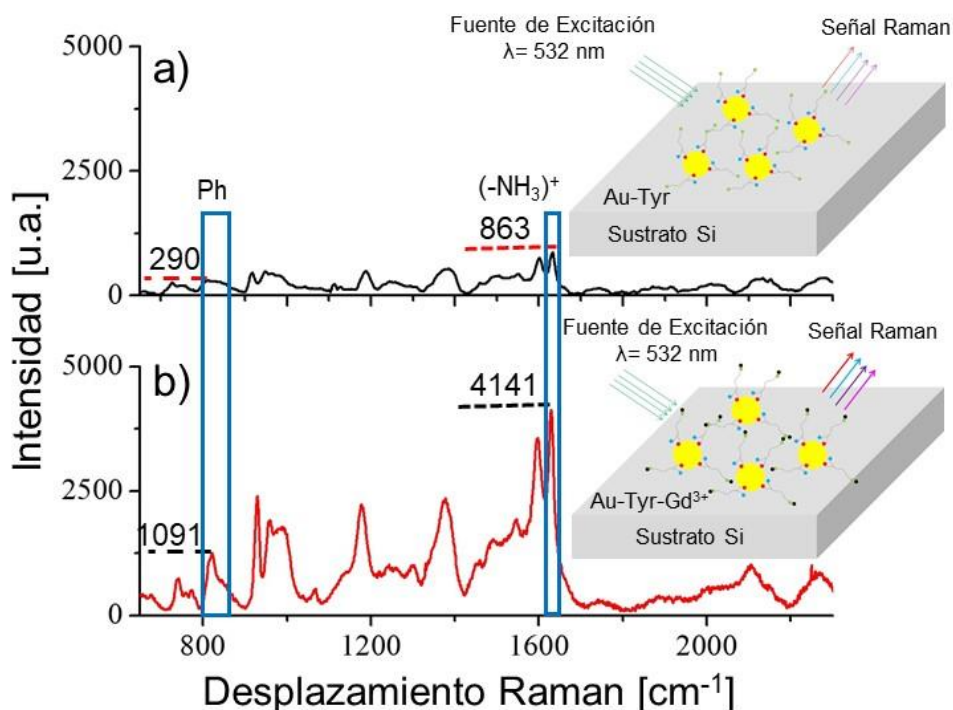 Fuente de Excitación
λ= 532 nm
Señal Raman
5000
a)
2500
Ph
(-NH₃)⁺
863
290
Au-Tyr
Sustrato Si
0
Fuente de Excitación
λ= 532 nm
Señal Raman
5000
b)
4141
2500
1091
Au-Tyr-Gd³⁺
Sustrato Si
0
800
1200
1600
2000
Intensidad [u.a.]
Desplazamiento Raman [cm⁻¹]